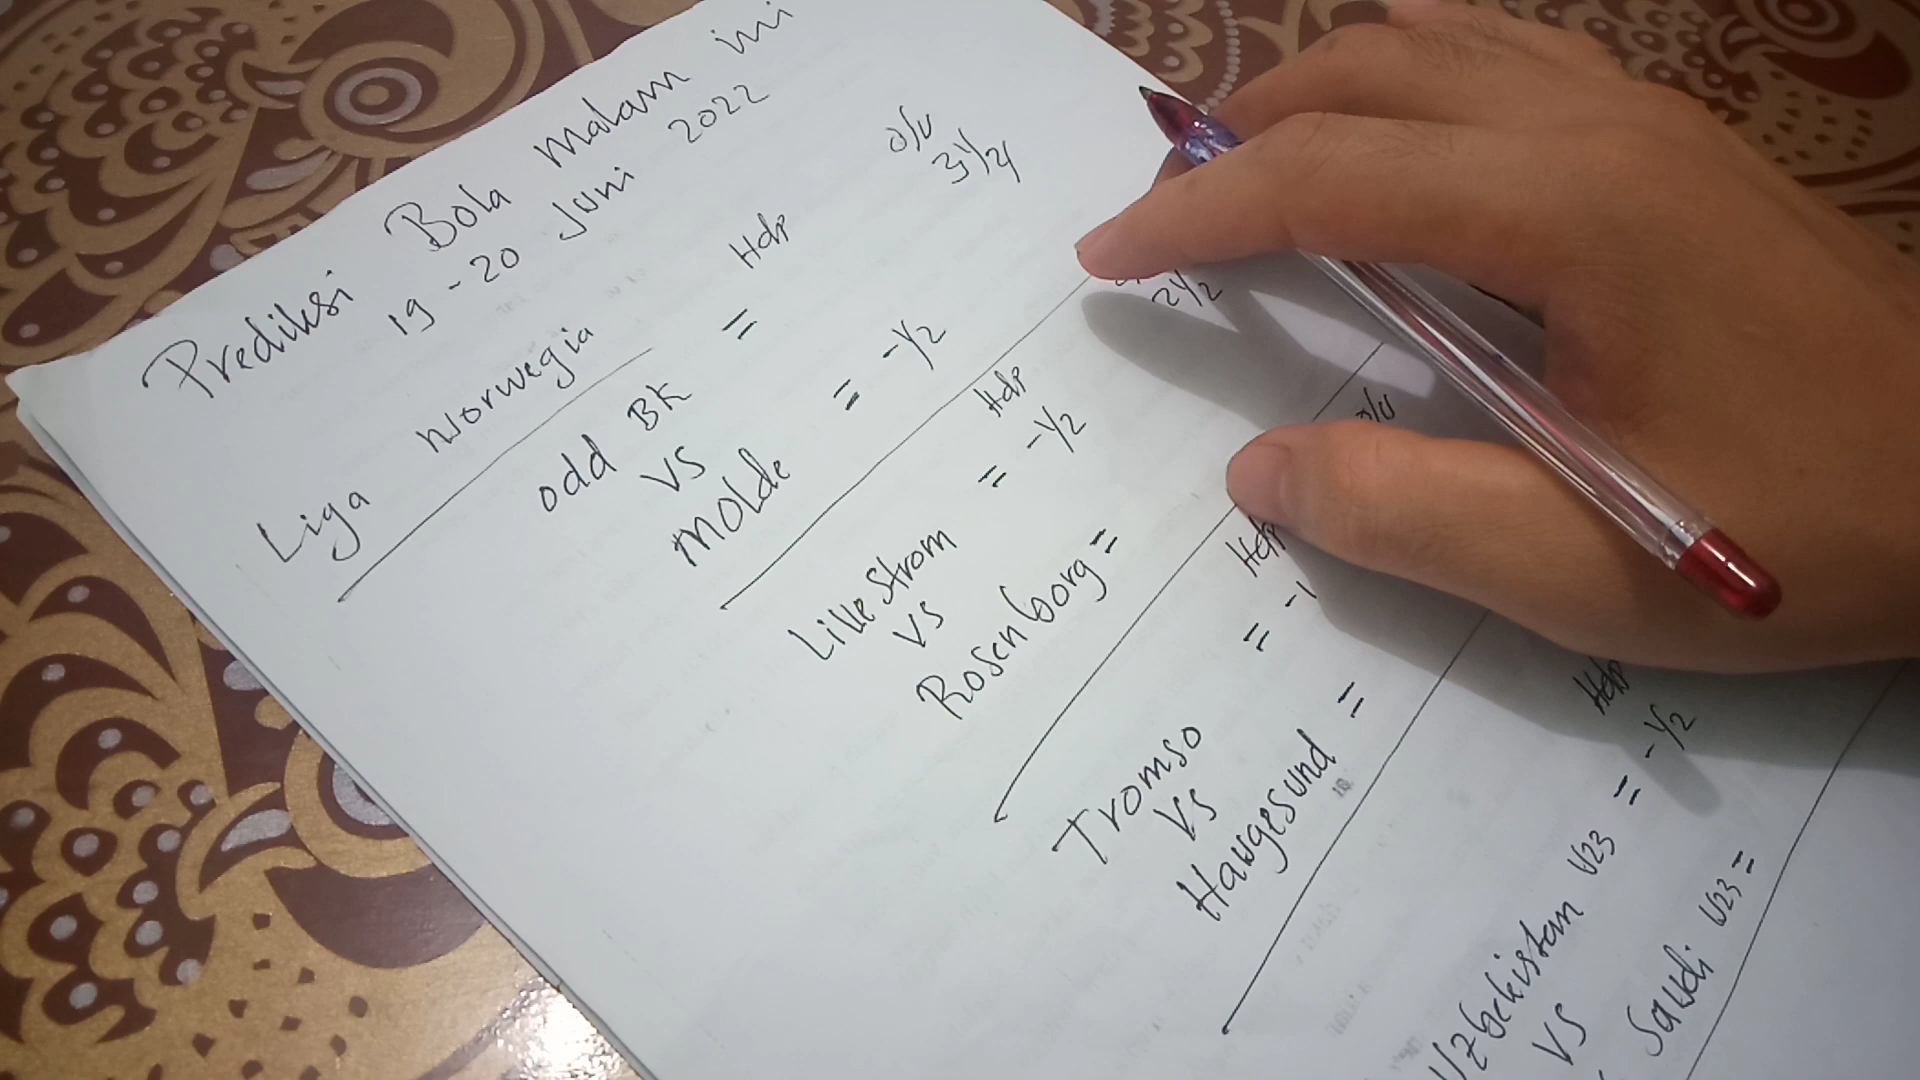 Prediksi Bola Malam ini
19 - 20 Juni 2022
Liga Norwegia
Hdp
o/u
odd BK =
3 1/4
vs
Molde = -1/2
LilleStrom = -1/2
Hdp
2 1/2
vs
Rosenborg =
Tromso = -1
Hdp
o/u
vs
Haugesund =
Uzbekistan U23 = -1/2
Hdp
vs
Saudi U23 =